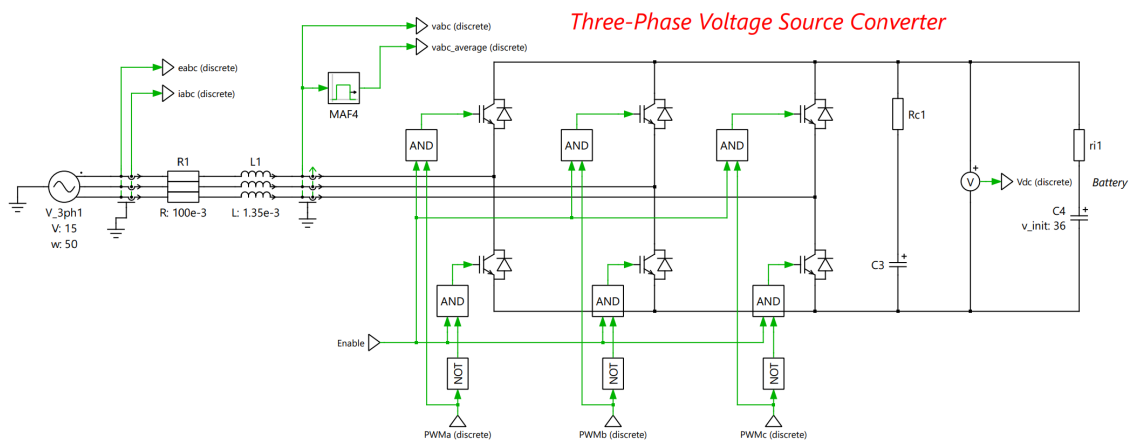 Three-Phase Voltage Source Converter
vabc (discrete)
vabc_average (discrete)
eabc (discrete)
iabc (discrete)
MAF4
AND
AND
AND
Rc1
ri1
R1
L1
V
Vdc (discrete)
Battery
V_3ph1
V: 15
w: 50
R: 100e-3
L: 1.35e-3
C4
v_init: 36
C3
AND
AND
AND
Enable
NOT
NOT
NOT
PWMa (discrete)
PWMb (discrete)
PWMc (discrete)